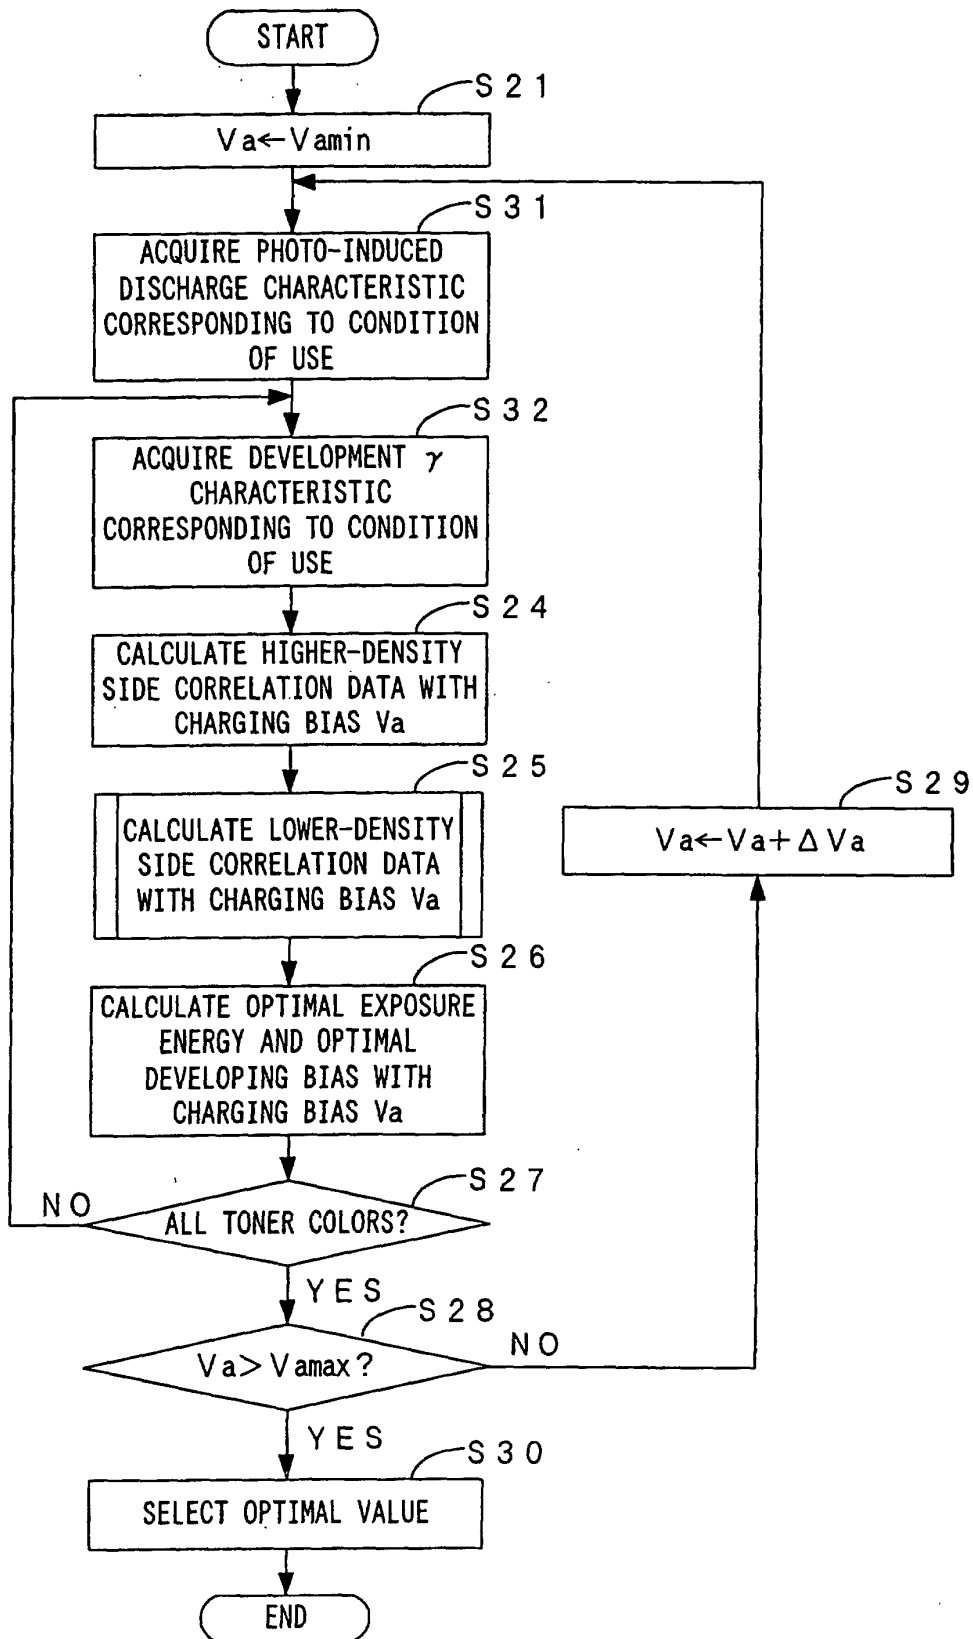 START
S21
Va←Vamin
S31
ACQUIRE PHOTO-INDUCED
DISCHARGE CHARACTERISTIC
CORRESPONDING TO CONDITION
OF USE
S32
ACQUIRE DEVELOPMENT γ
CHARACTERISTIC
CORRESPONDING TO CONDITION
OF USE
S24
CALCULATE HIGHER-DENSITY
SIDE CORRELATION DATA WITH
CHARGING BIAS Va
S25
CALCULATE LOWER-DENSITY
SIDE CORRELATION DATA
WITH CHARGING BIAS Va
S29
Va←Va+ΔVa
S26
CALCULATE OPTIMAL EXPOSURE
ENERGY AND OPTIMAL
DEVELOPING BIAS WITH
CHARGING BIAS Va
S27
NO
ALL TONER COLORS?
YES
S28
NO
Va>Vamax?
YES
S30
SELECT OPTIMAL VALUE
END